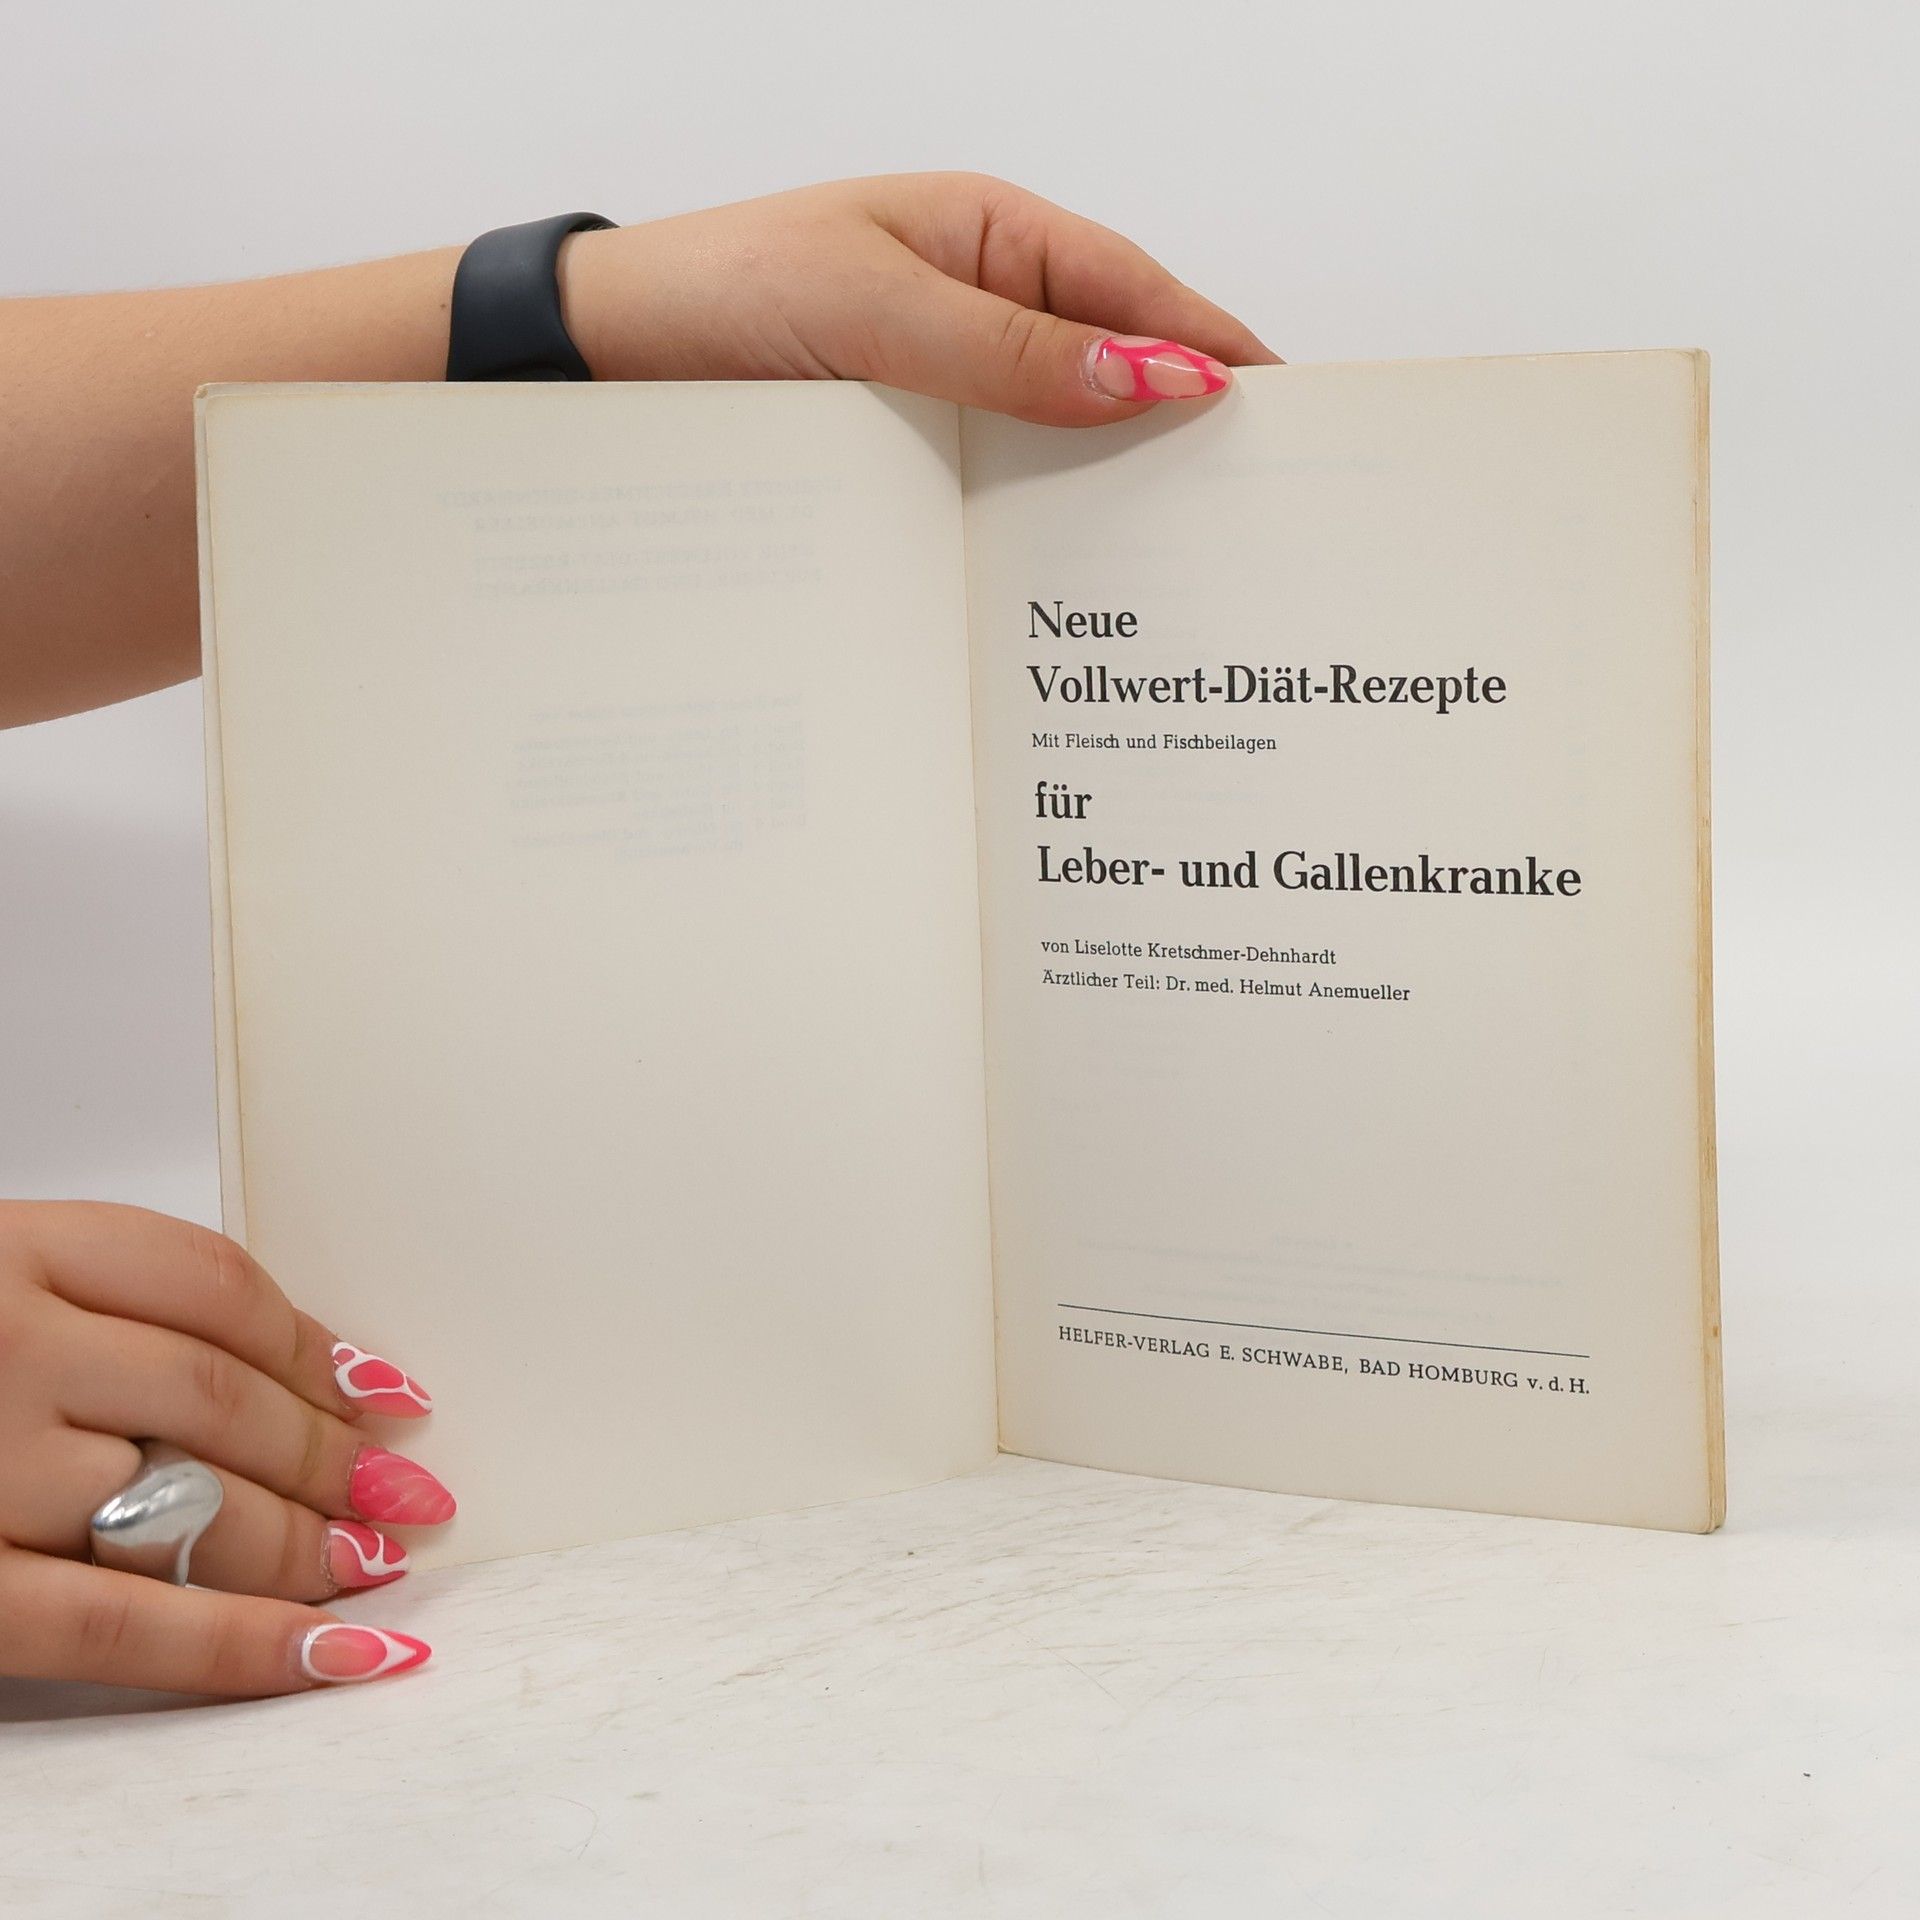 Neue
Vollwert-Diät-Rezepte
Mit Fleisch und Fischbeilagen
für
Leber- und Gallenkranke
von Liselotte Kretschmer-Dehnhardt
Ärztlicher Teil: Dr. med. Helmut Anemueller
HELFER-VERLAG E. SCHWABE, BAD HOMBURG v. d. H.